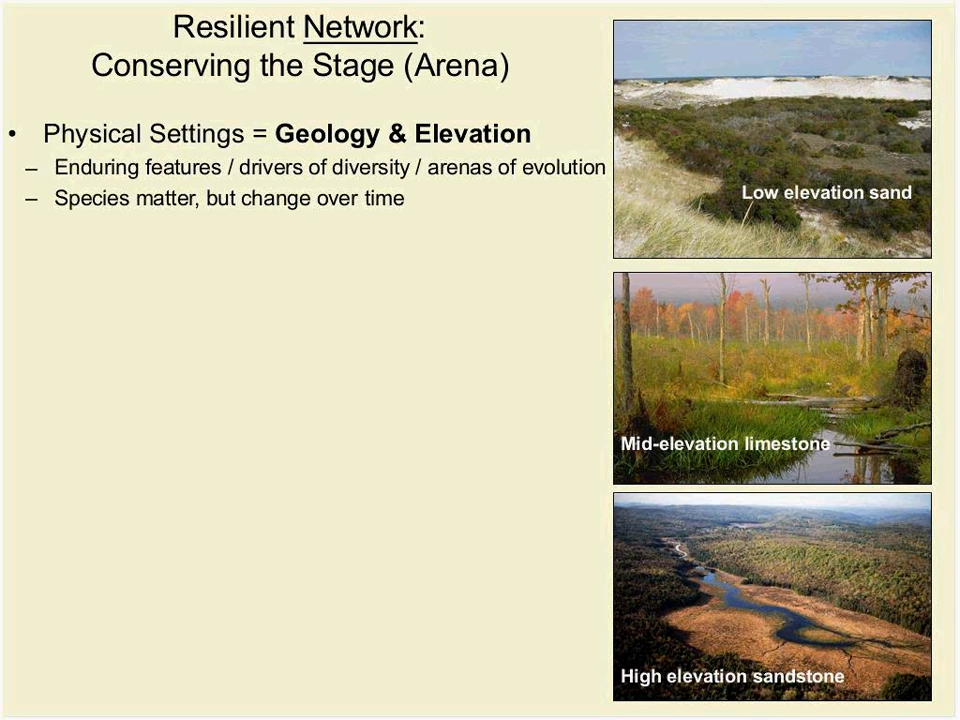 Resilient Network:
Conserving the Stage (Arena)
• Physical Settings = Geology & Elevation
– Enduring features / drivers of diversity / arenas of evolution
– Species matter, but change over time
Low elevation sand
Mid-elevation limestone
High elevation sandstone